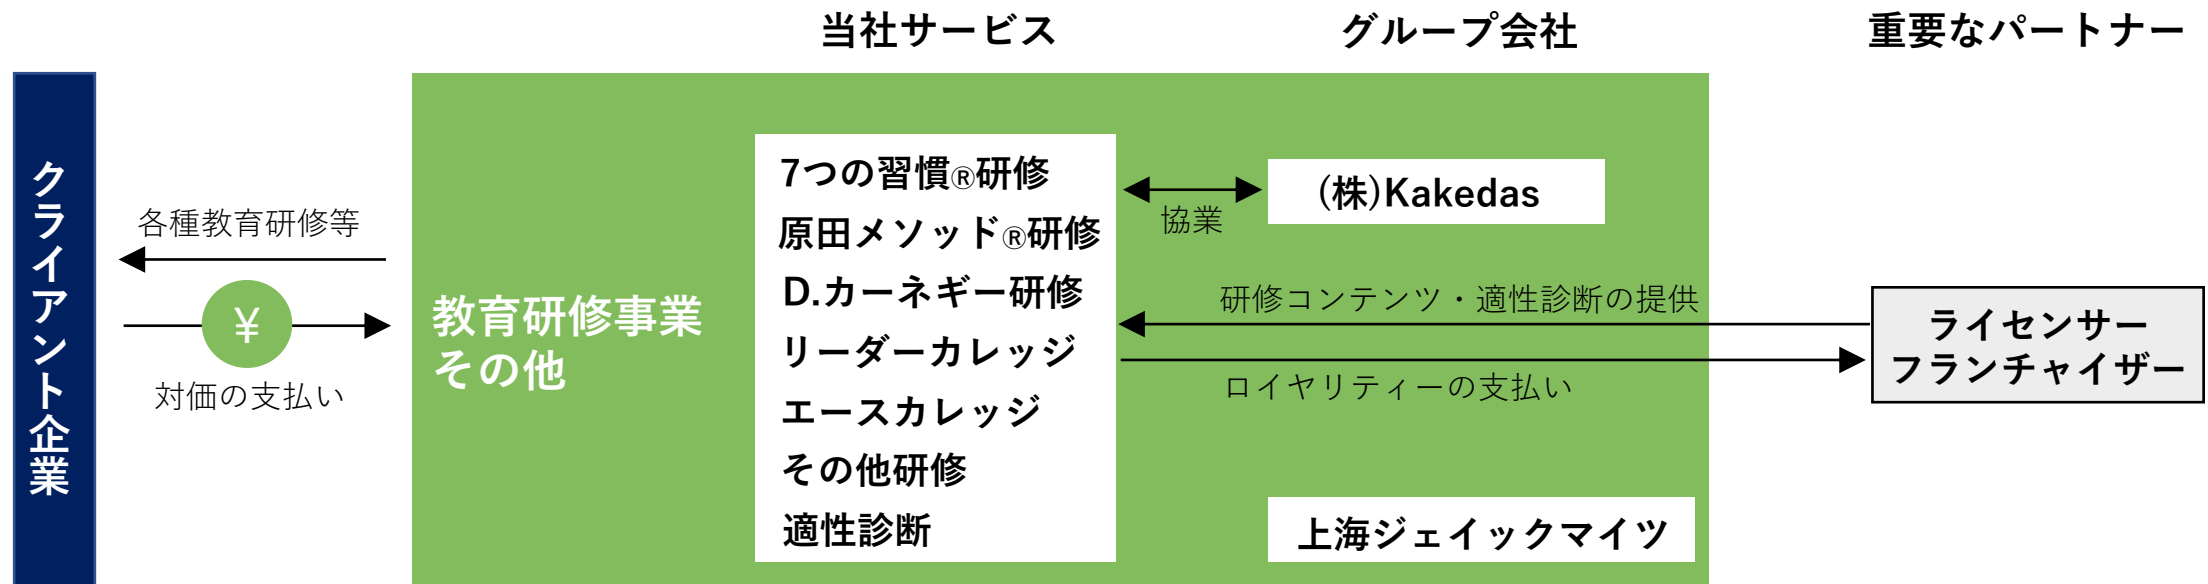 当社サービス
グループ会社
重要なパートナー
クライアント企業
各種教育研修等
¥
対価の支払い
教育研修事業
その他
7つの習慣®研修
原田メソッド®研修
D.カーネギー研修
リーダーカレッジ
エースカレッジ
その他研修
適性診断
協業
(株)Kakedas
研修コンテンツ・適性診断の提供
ロイヤリティーの支払い
上海ジェイックマイツ
ライセンサー
フランチャイザー